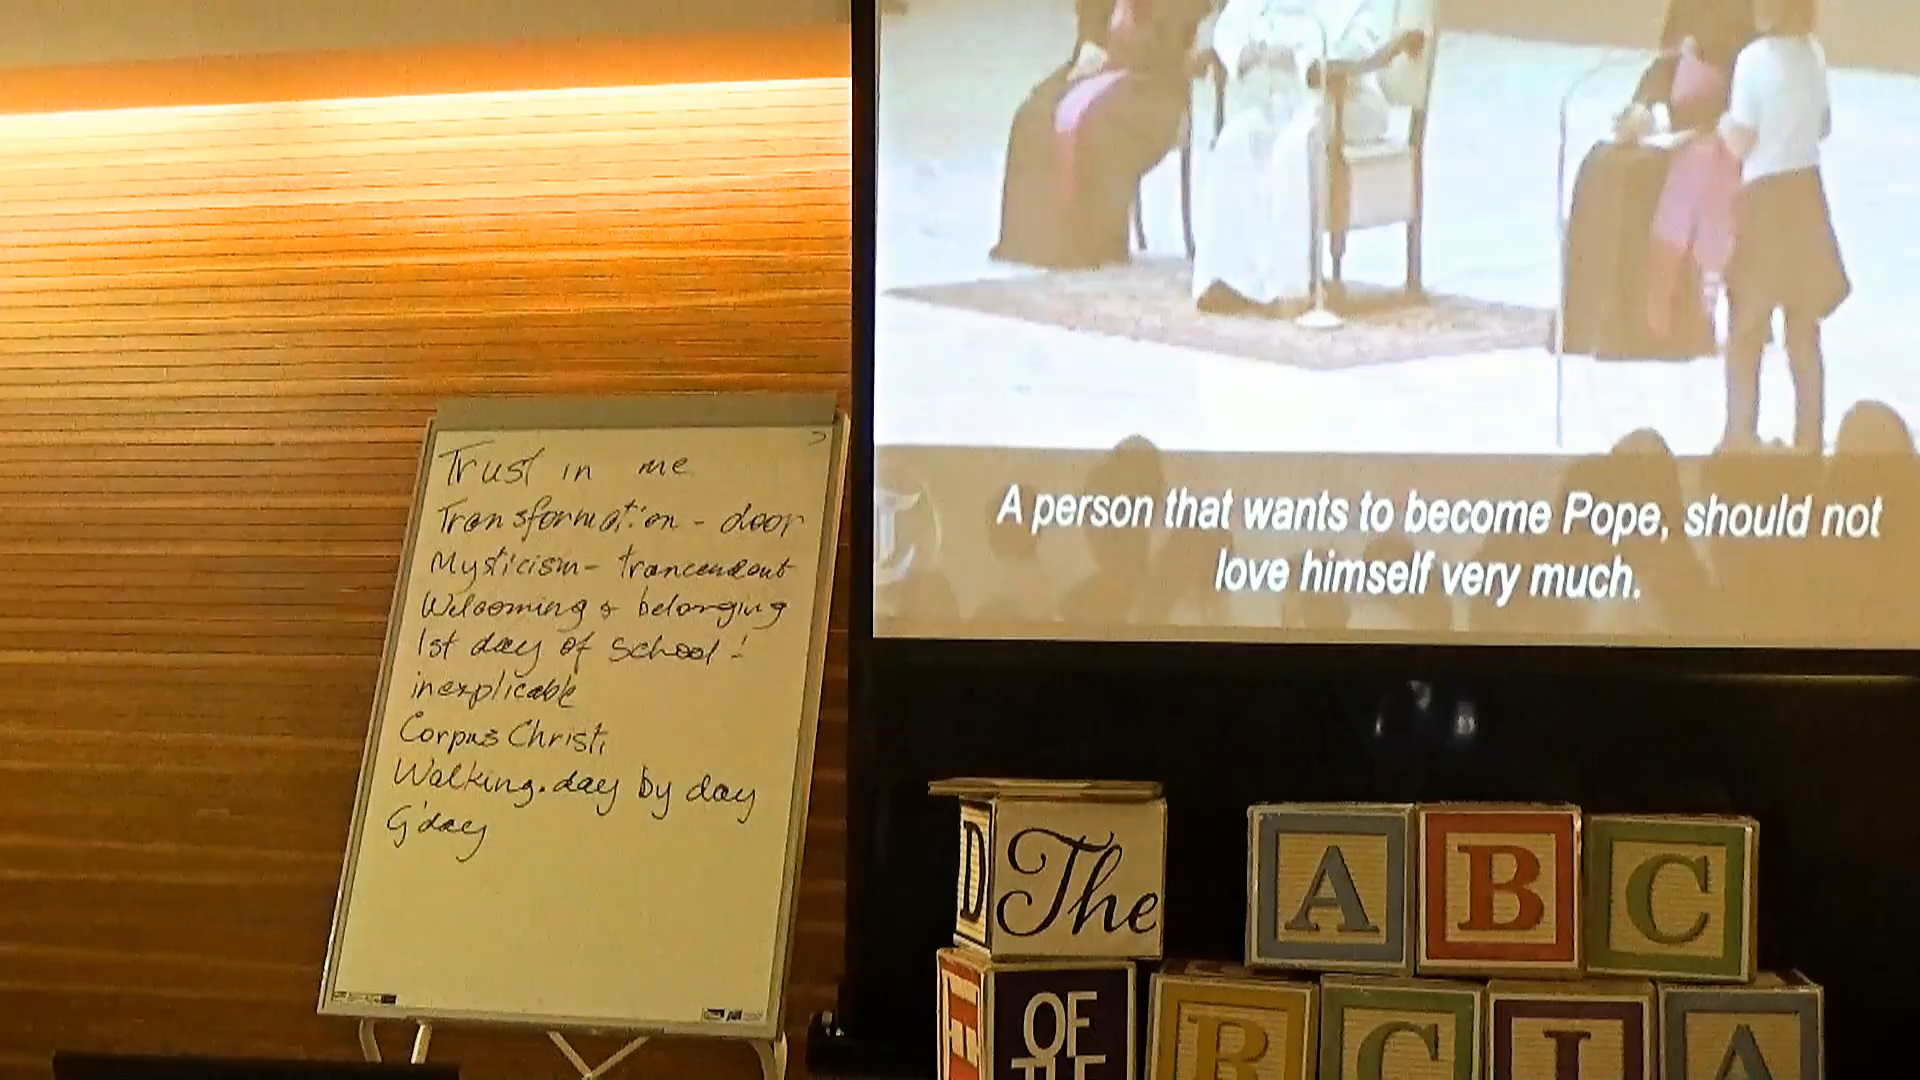 Trust in me
Transformation - door
Mysticism - trancendent
Welcoming & belonging
1st day of school -
inexplicable
Corpus Christi
Walking. day by day
G'day
A person that wants to become Pope, should not
love himself very much.
D The A B C
OF B C I A